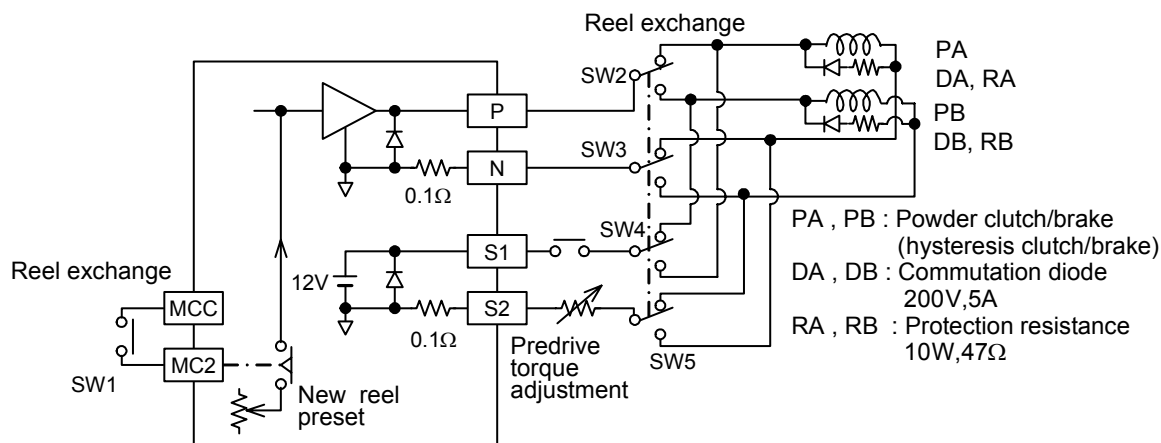 Reel exchange
SW2
PA
DA, RA
PB
DB, RB
P
SW3
N
0.1Ω
SW4
S1
12V
S2
0.1Ω
Reel exchange
MCC
MC2
SW1
New reel
preset
Predrive
torque
adjustment
SW5
PA , PB : Powder clutch/brake
(hysteresis clutch/brake)
DA , DB : Commutation diode
200V,5A
RA , RB : Protection resistance
10W,47Ω